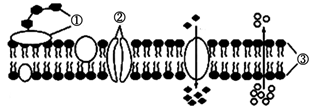 ① ② ③